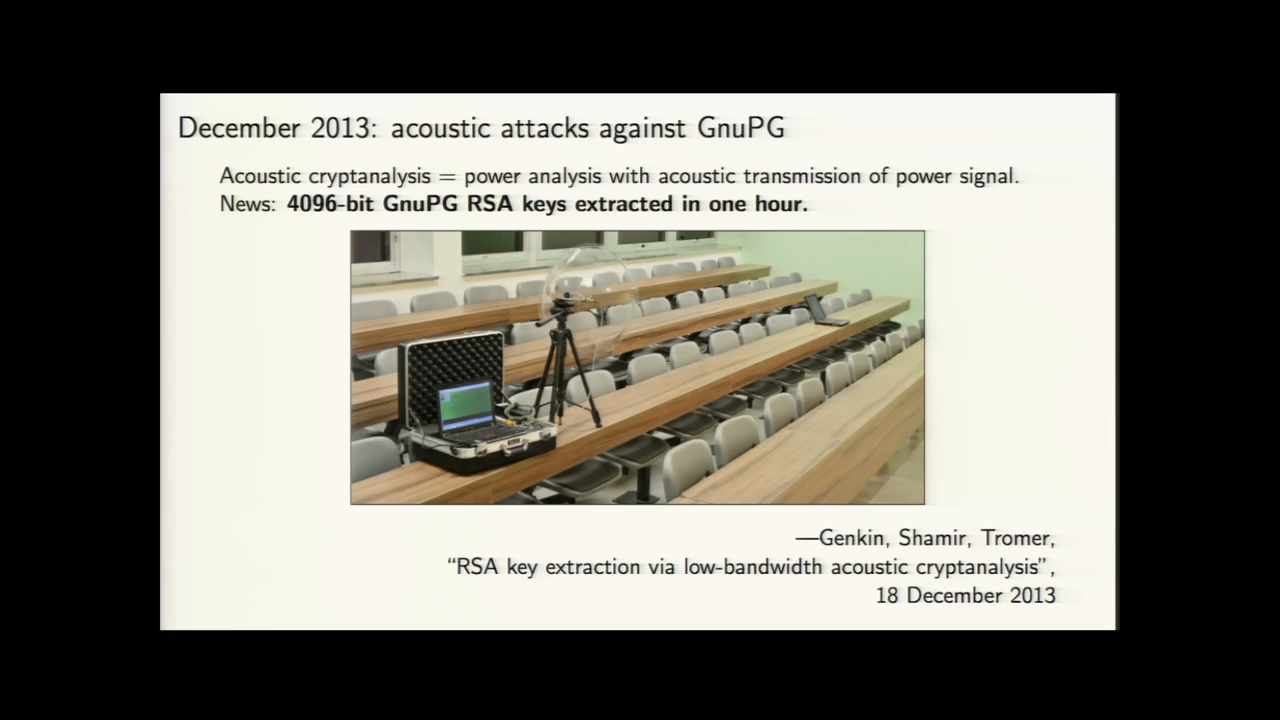 December 2013: acoustic attacks against GnuPG
Acoustic cryptanalysis = power analysis with acoustic transmission of power signal.
News: 4096-bit GnuPG RSA keys extracted in one hour.
—Genkin, Shamir, Tromer,
“RSA key extraction via low-bandwidth acoustic cryptanalysis”,
18 December 2013